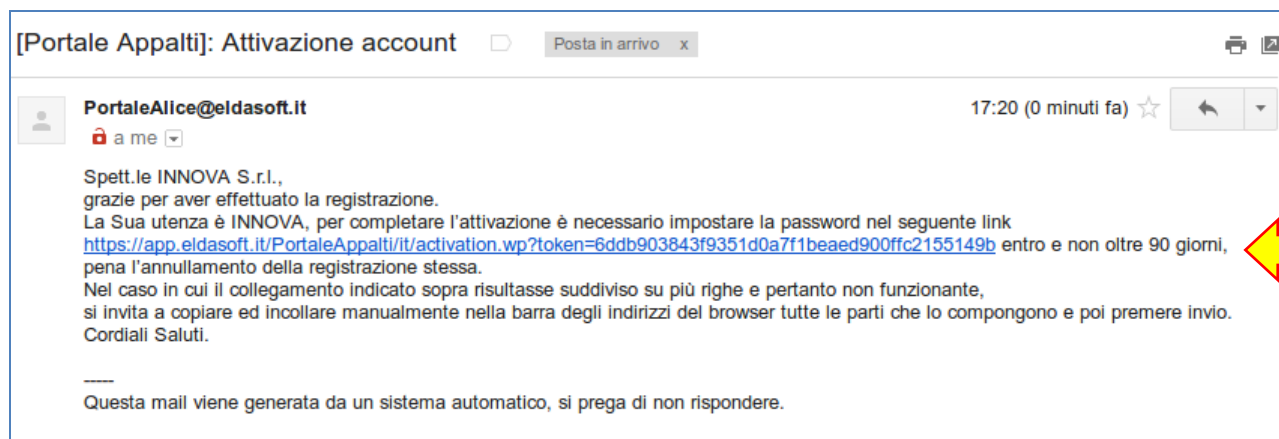 [Portale Appalti]: Attivazione account Posta in arrivo x
PortaleAlice@eldasoft.it 17:20 (0 minuti fa)
a me
Spett.le INNOVA S.r.l.,
grazie per aver effettuato la registrazione.
La Sua utenza è INNOVA, per completare l'attivazione è necessario impostare la password nel seguente link
https://app.eldasoft.it/PortaleAppalti/it/activation.wp?token=6ddb903843f9351d0a7f1beaed900ffc2155149b entro e non oltre 90 giorni,
pena l'annullamento della registrazione stessa.
Nel caso in cui il collegamento indicato sopra risultasse suddiviso su più righe e pertanto non funzionante,
si invita a copiare ed incollare manualmente nella barra degli indirizzi del browser tutte le parti che lo compongono e poi premere invio.
Cordiali Saluti.
-----
Questa mail viene generata da un sistema automatico, si prega di non rispondere.